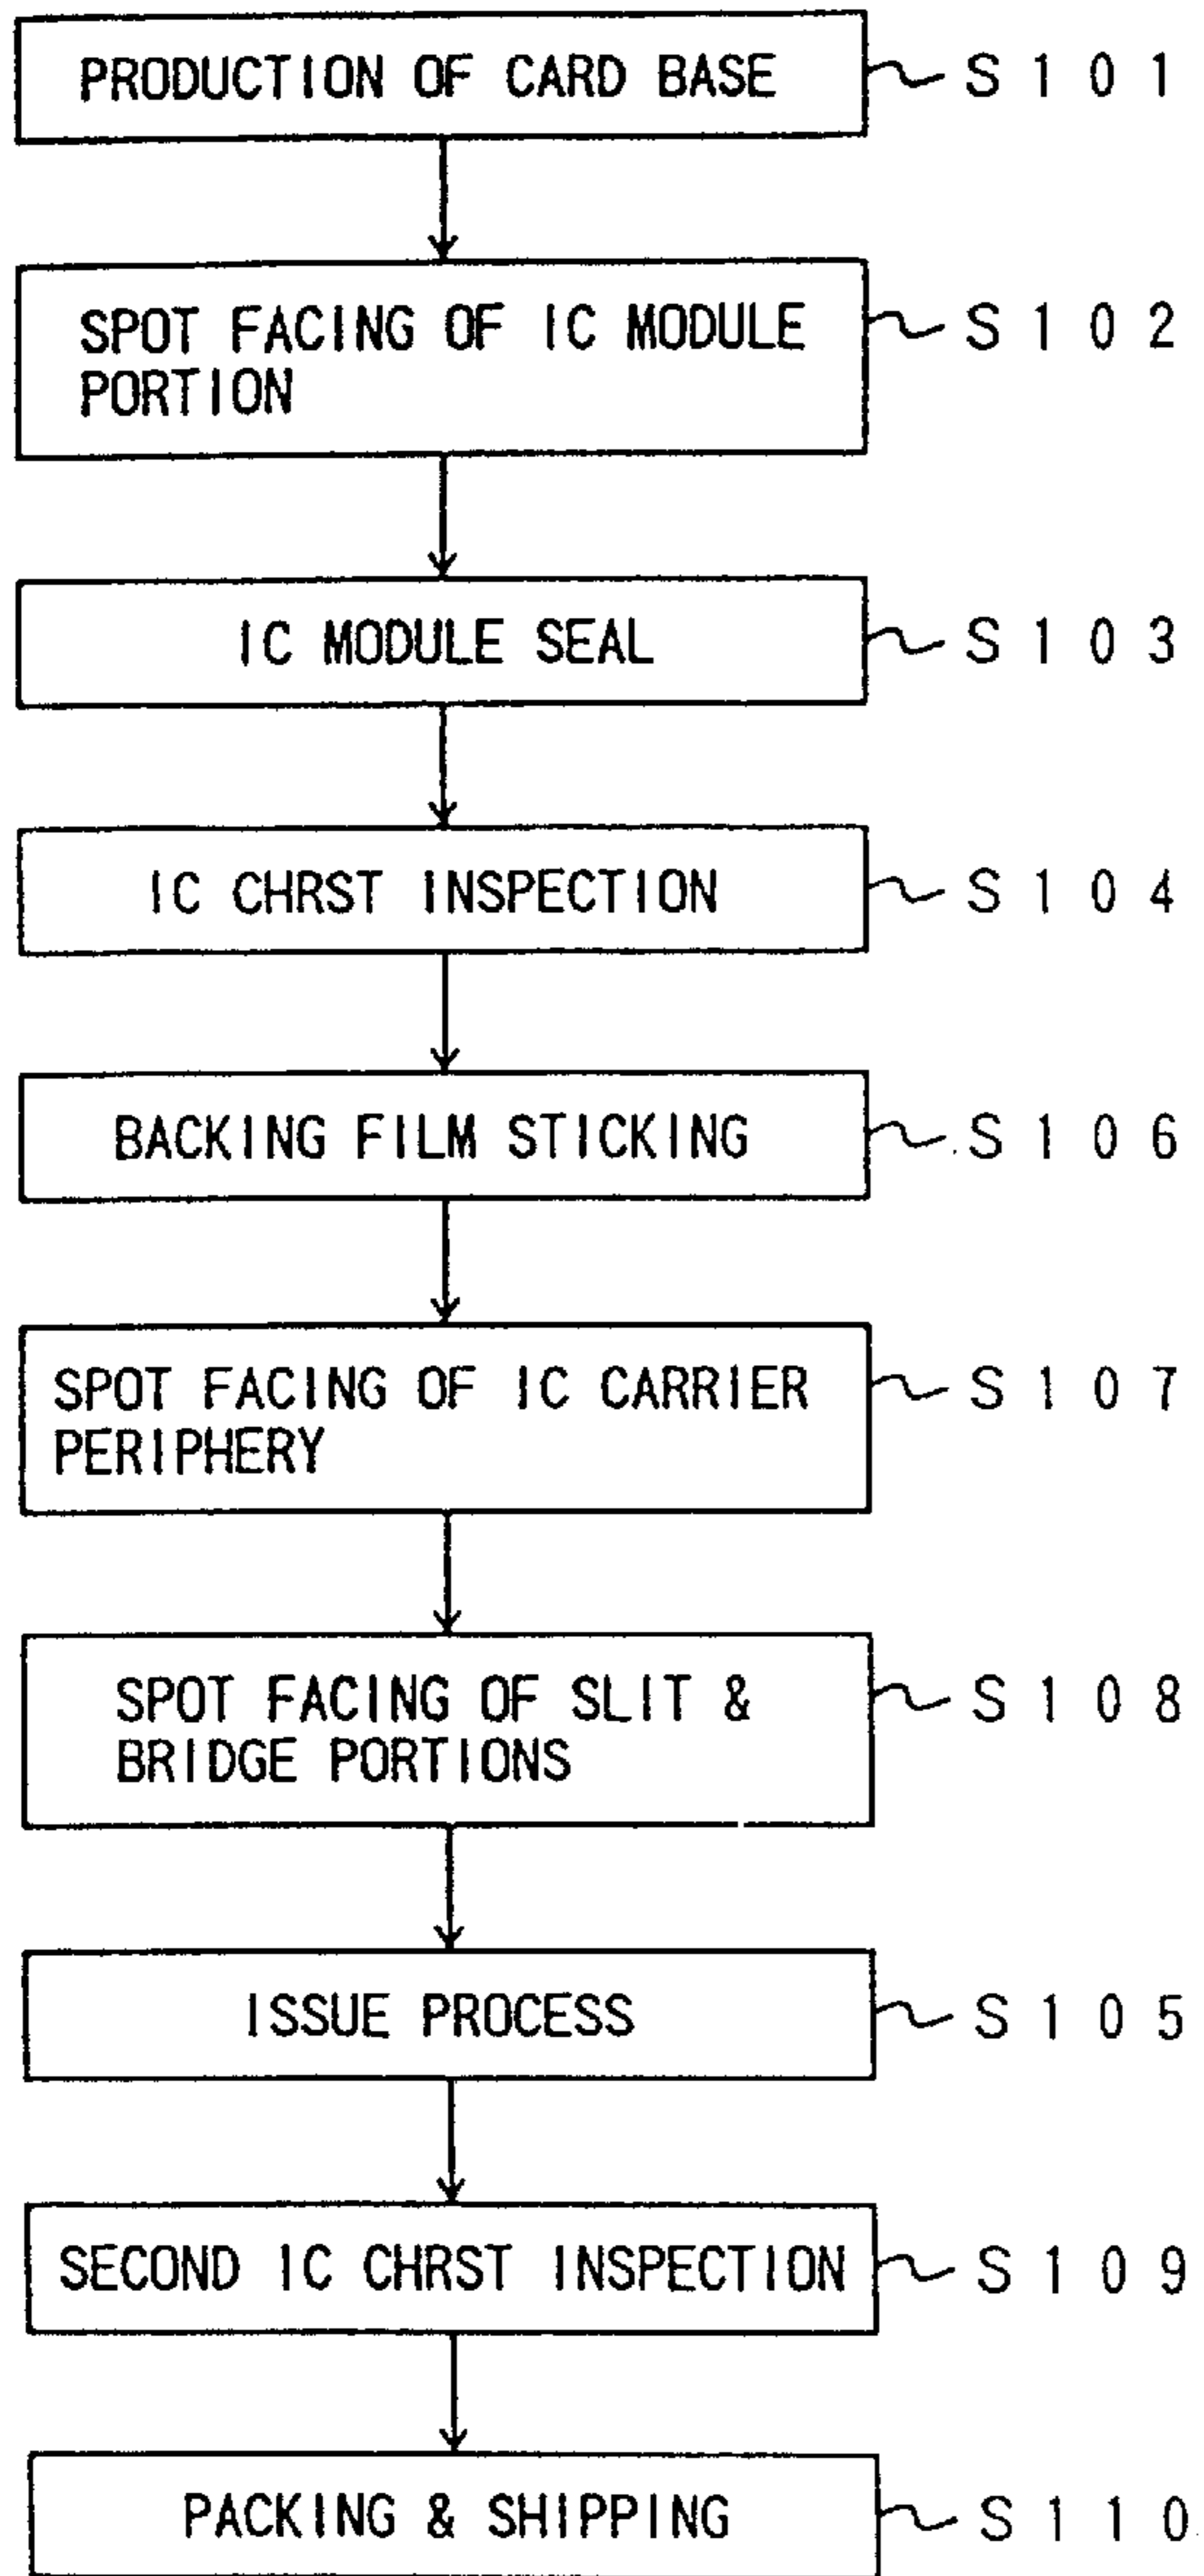 PRODUCTION OF CARD BASE S101
SPOT FACING OF IC MODULE S102
PORTION
IC MODULE SEAL S103
IC CHRST INSPECTION S104
BACKING FILM STICKING S106
SPOT FACING OF IC CARRIER S107
PERIPHERY
SPOT FACING OF SLIT & S108
BRIDGE PORTIONS
ISSUE PROCESS S105
SECOND IC CHRST INSPECTION S109
PACKING & SHIPPING S110